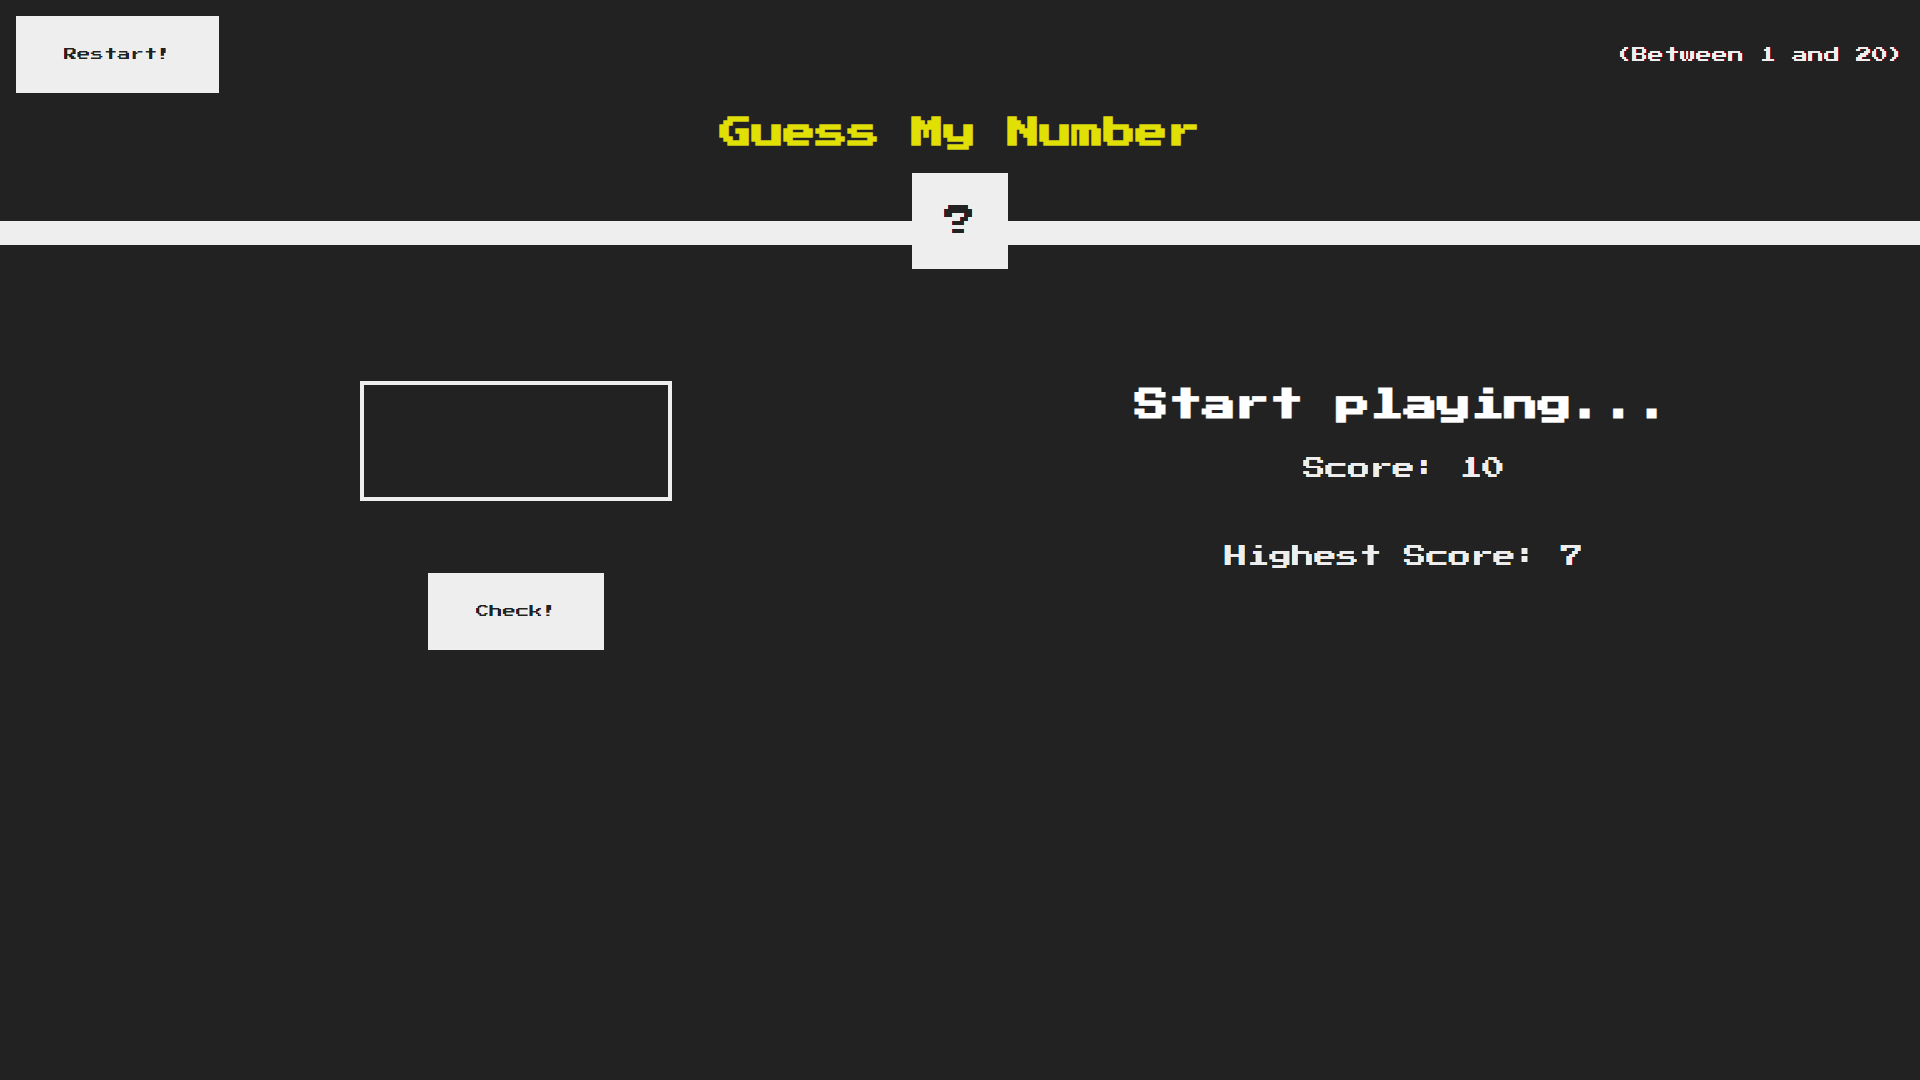 Restart!
(Between 1 and 20)
Guess My Number
?
Start playing...
Score: 10
Highest Score: 7
Check!